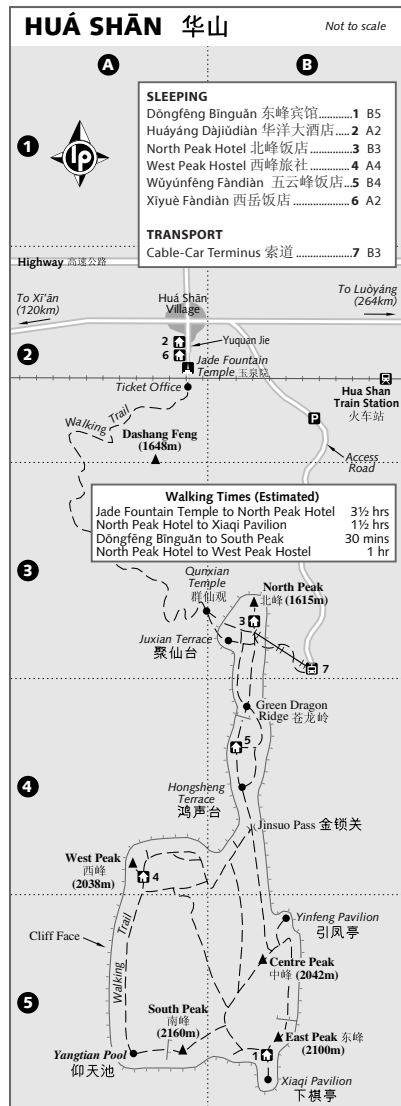 HUÁ SHĀN 华山
Not to scale
A
B
SLEEPING
Dōngfēng Bīnguǎn 东峰宾馆.............1 B5
Huáyáng Dàjiǔdiàn 华洋大酒店.....2 A2
North Peak Hotel 北峰饭店..............3 B3
West Peak Hostel 西峰旅社..............4 A4
Wǔyúnfēng Fàndiàn 五云峰饭店..5 B4
Xīyuè Fàndiàn 西岳饭店....................6 A2
TRANSPORT
Cable-Car Terminus 索道...................7 B3
1
lp
Highway 高速公路
To Xī'ān
(120km)
Huá Shān
Village
To Luòyáng
(264km)
2
2
6
Yuquan Jie
Jade Fountain
Temple 玉泉院
Ticket Office
Hua Shan
Train Station
火车站
P
Walking Trail
Dashang Feng
(1648m)
Access
Road
Walking Times (Estimated)
Jade Fountain Temple to North Peak Hotel 3½ hrs
North Peak Hotel to Xiaqi Pavilion 1½ hrs
Dōngfēng Bīnguǎn to South Peak 30 mins
North Peak Hotel to West Peak Hostel 1 hr
3
Qunxian
Temple
群仙观
North Peak
北峰 (1615m)
3
Juxian Terrace
聚仙台
7
Green Dragon
Ridge 苍龙岭
5
4
Hongsheng
Terrace
鸿声台
Jinsuo Pass 金锁关
West Peak
西峰
(2038m)
4
Cliff Face
Walking Trail
Yinfeng Pavilion
引凤亭
Centre Peak
中峰 (2042m)
5
South Peak
南峰
(2160m)
East Peak 东峰
(2100m)
1
Yangtian Pool
仰天池
Xiaqi Pavilion
下棋亭